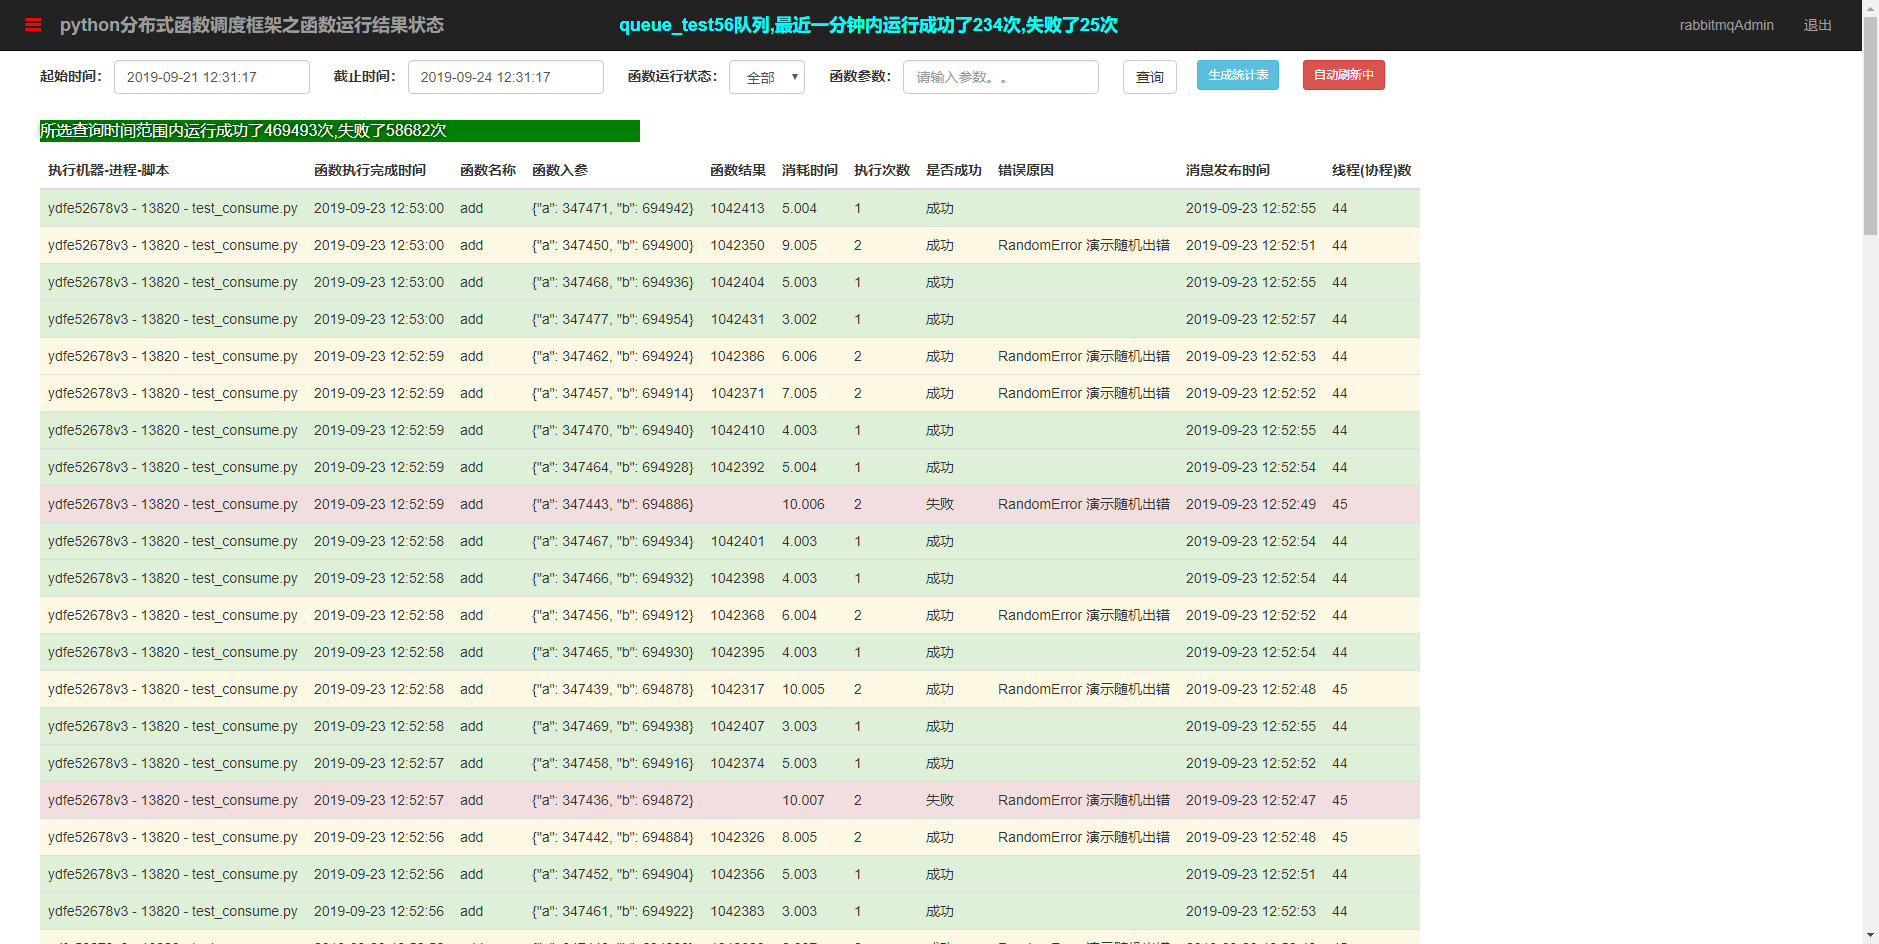 python分布式函数调度框架之函数运行结果状态 queue_test56队列,最近一分钟内运行成功了234次,失败了25次 rabbitmqAdmin 退出
起始时间： 2019-09-21 12:31:17 截止时间： 2019-09-24 12:31:17 函数运行状态： 全部 函数参数： 请输入参数。。 查询 生成统计表 自动刷新中
所选查询时间范围内运行成功了469493次,失败了58682次
执行机器-进程-脚本 函数执行完成时间 函数名称 函数入参 函数结果 消耗时间 执行次数 是否成功 错误原因 消息发布时间 线程(协程)数
ydfe52678v3 - 13820 - test_consume.py 2019-09-23 12:53:00 add {"a": 347471, "b": 694942} 1042413 5.004 1 成功 2019-09-23 12:52:55 44
ydfe52678v3 - 13820 - test_consume.py 2019-09-23 12:53:00 add {"a": 347450, "b": 694900} 1042350 9.005 2 成功 RandomError 演示随机出错 2019-09-23 12:52:51 44
ydfe52678v3 - 13820 - test_consume.py 2019-09-23 12:53:00 add {"a": 347468, "b": 694936} 1042404 5.003 1 成功 2019-09-23 12:52:55 44
ydfe52678v3 - 13820 - test_consume.py 2019-09-23 12:53:00 add {"a": 347477, "b": 694954} 1042431 3.002 1 成功 2019-09-23 12:52:57 44
ydfe52678v3 - 13820 - test_consume.py 2019-09-23 12:52:59 add {"a": 347462, "b": 694924} 1042386 6.006 2 成功 RandomError 演示随机出错 2019-09-23 12:52:53 44
ydfe52678v3 - 13820 - test_consume.py 2019-09-23 12:52:59 add {"a": 347457, "b": 694914} 1042371 7.005 2 成功 RandomError 演示随机出错 2019-09-23 12:52:52 44
ydfe52678v3 - 13820 - test_consume.py 2019-09-23 12:52:59 add {"a": 347470, "b": 694940} 1042410 4.003 1 成功 2019-09-23 12:52:55 44
ydfe52678v3 - 13820 - test_consume.py 2019-09-23 12:52:59 add {"a": 347464, "b": 694928} 1042392 5.004 1 成功 2019-09-23 12:52:54 44
ydfe52678v3 - 13820 - test_consume.py 2019-09-23 12:52:59 add {"a": 347443, "b": 694886} 10.006 2 失败 RandomError 演示随机出错 2019-09-23 12:52:49 45
ydfe52678v3 - 13820 - test_consume.py 2019-09-23 12:52:58 add {"a": 347467, "b": 694934} 1042401 4.003 1 成功 2019-09-23 12:52:54 44
ydfe52678v3 - 13820 - test_consume.py 2019-09-23 12:52:58 add {"a": 347466, "b": 694932} 1042398 4.003 1 成功 2019-09-23 12:52:54 44
ydfe52678v3 - 13820 - test_consume.py 2019-09-23 12:52:58 add {"a": 347456, "b": 694912} 1042368 6.004 2 成功 RandomError 演示随机出错 2019-09-23 12:52:52 44
ydfe52678v3 - 13820 - test_consume.py 2019-09-23 12:52:58 add {"a": 347465, "b": 694930} 1042395 4.003 1 成功 2019-09-23 12:52:54 44
ydfe52678v3 - 13820 - test_consume.py 2019-09-23 12:52:58 add {"a": 347439, "b": 694878} 1042317 10.005 2 成功 RandomError 演示随机出错 2019-09-23 12:52:48 45
ydfe52678v3 - 13820 - test_consume.py 2019-09-23 12:52:58 add {"a": 347469, "b": 694938} 1042407 3.003 1 成功 2019-09-23 12:52:55 44
ydfe52678v3 - 13820 - test_consume.py 2019-09-23 12:52:57 add {"a": 347458, "b": 694916} 1042374 5.003 1 成功 2019-09-23 12:52:52 44
ydfe52678v3 - 13820 - test_consume.py 2019-09-23 12:52:57 add {"a": 347436, "b": 694872} 10.007 2 失败 RandomError 演示随机出错 2019-09-23 12:52:47 45
ydfe52678v3 - 13820 - test_consume.py 2019-09-23 12:52:56 add {"a": 347442, "b": 694884} 1042326 8.005 2 成功 RandomError 演示随机出错 2019-09-23 12:52:48 45
ydfe52678v3 - 13820 - test_consume.py 2019-09-23 12:52:56 add {"a": 347452, "b": 694904} 1042356 5.003 1 成功 2019-09-23 12:52:51 44
ydfe52678v3 - 13820 - test_consume.py 2019-09-23 12:52:56 add {"a": 347461, "b": 694922} 1042383 3.003 1 成功 2019-09-23 12:52:53 44